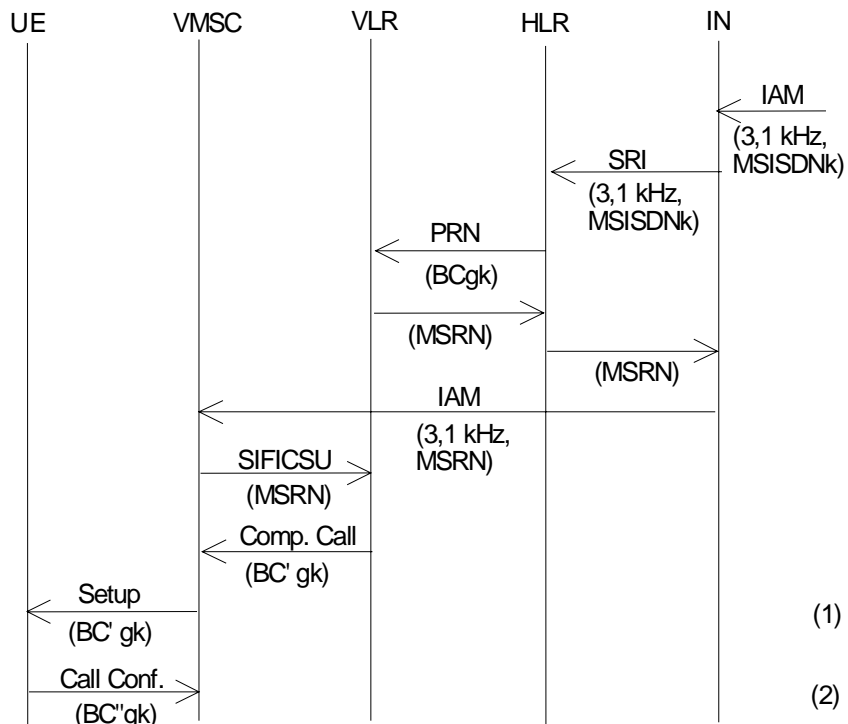 UE VMSC VLR HLR IN
IAM
(3,1 kHz,
MSISDNk)
SRI
(3,1 kHz,
MSISDNk)
PRN
(BCgk)
(MSRN)
(MSRN)
IAM
(3,1 kHz,
MSRN)
SIFICSU
(MSRN)
Comp. Call
(BC' gk)
Setup
(BC' gk)
(1)
Call Conf.
(BC"gk)
(2)